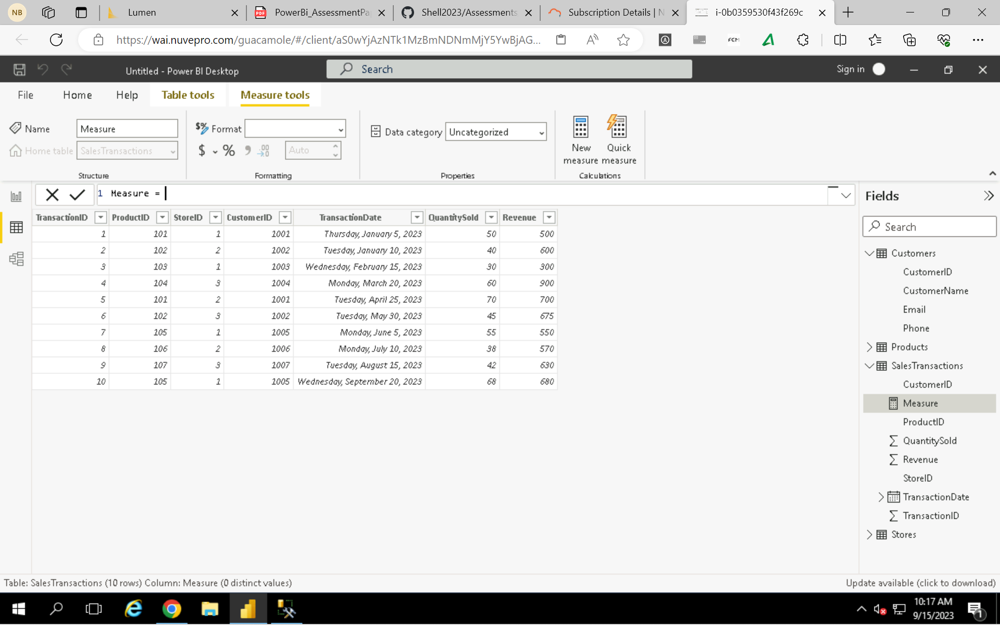 NB
Lumen
PDF
PowerBi_AssessmentPa
Shell2023/Assessments
Subscription Details | N
i-0b0359530f43f269c
https://wai.nuvepro.com/guacamole/#/client/aS0wYjAzNTk1MzBmNDNmMjY5YwBjAG...
FCM
Untitled - Power BI Desktop
Search
Sign in
File
Home
Help
Table tools
Measure tools
Name
Measure
Home table
SalesTransactions
Structure
Format
$ % Auto
Formatting
Data category
Uncategorized
Properties
New measure
Quick measure
Calculations
1 Measure =
TransactionID ProductID StoreID CustomerID TransactionDate QuantitySold Revenue
1 101 1 1001 Thursday, January 5, 2023 50 500
2 102 2 1002 Tuesday, January 10, 2023 40 600
3 103 1 1003 Wednesday, February 15, 2023 30 300
4 104 3 1004 Monday, March 20, 2023 60 900
5 101 2 1001 Tuesday, April 25, 2023 70 700
6 102 3 1002 Tuesday, May 30, 2023 45 675
7 105 1 1005 Monday, June 5, 2023 55 550
8 106 2 1006 Monday, July 10, 2023 38 570
9 107 3 1007 Tuesday, August 15, 2023 42 630
10 105 1 1005 Wednesday, September 20, 2023 68 680
Fields
Search
Customers
CustomerID
CustomerName
Email
Phone
Products
SalesTransactions
CustomerID
Measure
ProductID
QuantitySold
Revenue
StoreID
TransactionDate
TransactionID
Stores
Table: SalesTransactions (10 rows) Column: Measure (0 distinct values)
Update available (click to download)
10:17 AM
9/15/2023
1